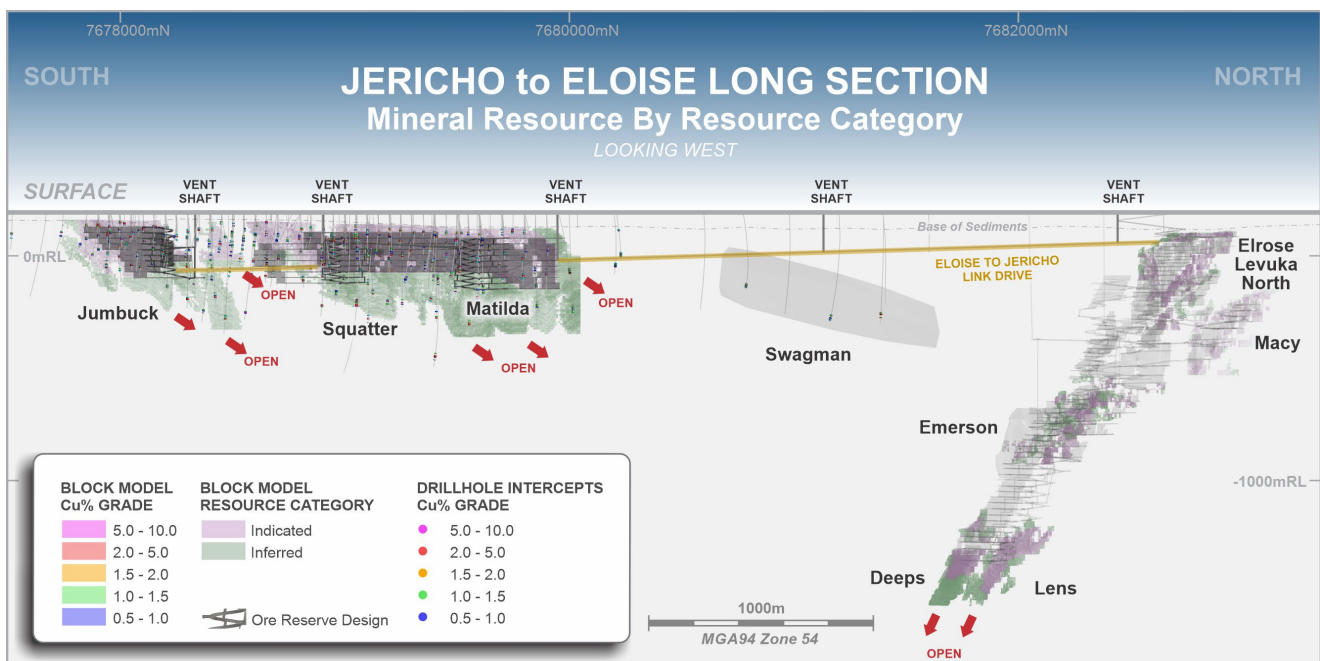 7678000mN 7680000mN 7682000mN
SOUTH
NORTH
JERICHO to ELOISE LONG SECTION
Mineral Resource By Resource Category
LOOKING WEST
SURFACE
VENT
SHAFT
VENT
SHAFT
VENT
SHAFT
VENT
SHAFT
VENT
SHAFT
Base of Sediments
0mRL
ELOISE TO JERICHO
LINK DRIVE
Elrose
Levuka
North
Macy
OPEN
OPEN
Jumbuck
Squatter
Matilda
Swagman
OPEN
OPEN
Emerson
-1000mRL
Deeps
Lens
OPEN
BLOCK MODEL
Cu% GRADE
5.0 - 10.0
2.0 - 5.0
1.5 - 2.0
1.0 - 1.5
0.5 - 1.0
BLOCK MODEL
RESOURCE CATEGORY
Indicated
Inferred
Ore Reserve Design
DRILLHOLE INTERCEPTS
Cu% GRADE
5.0 - 10.0
2.0 - 5.0
1.5 - 2.0
1.0 - 1.5
0.5 - 1.0
1000m
MGA94 Zone 54